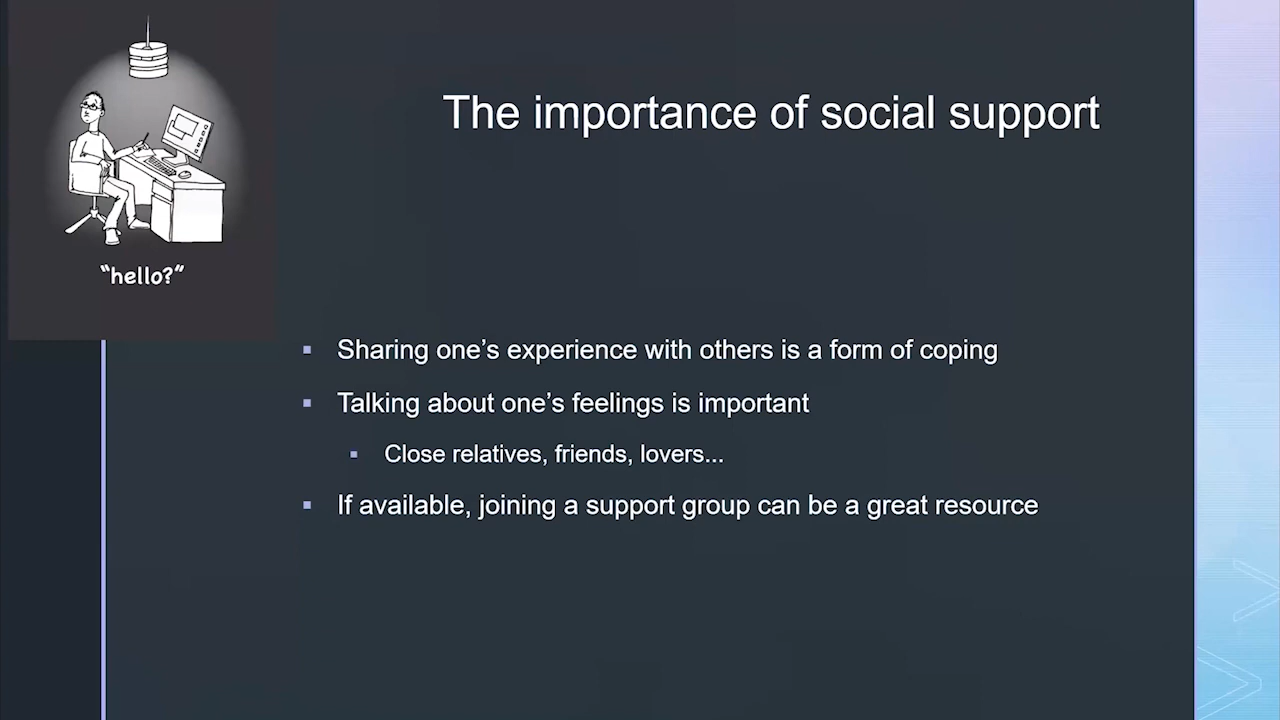 The importance of social support
“hello?”
Sharing one’s experience with others is a form of coping
Talking about one’s feelings is important
Close relatives, friends, lovers...
If available, joining a support group can be a great resource